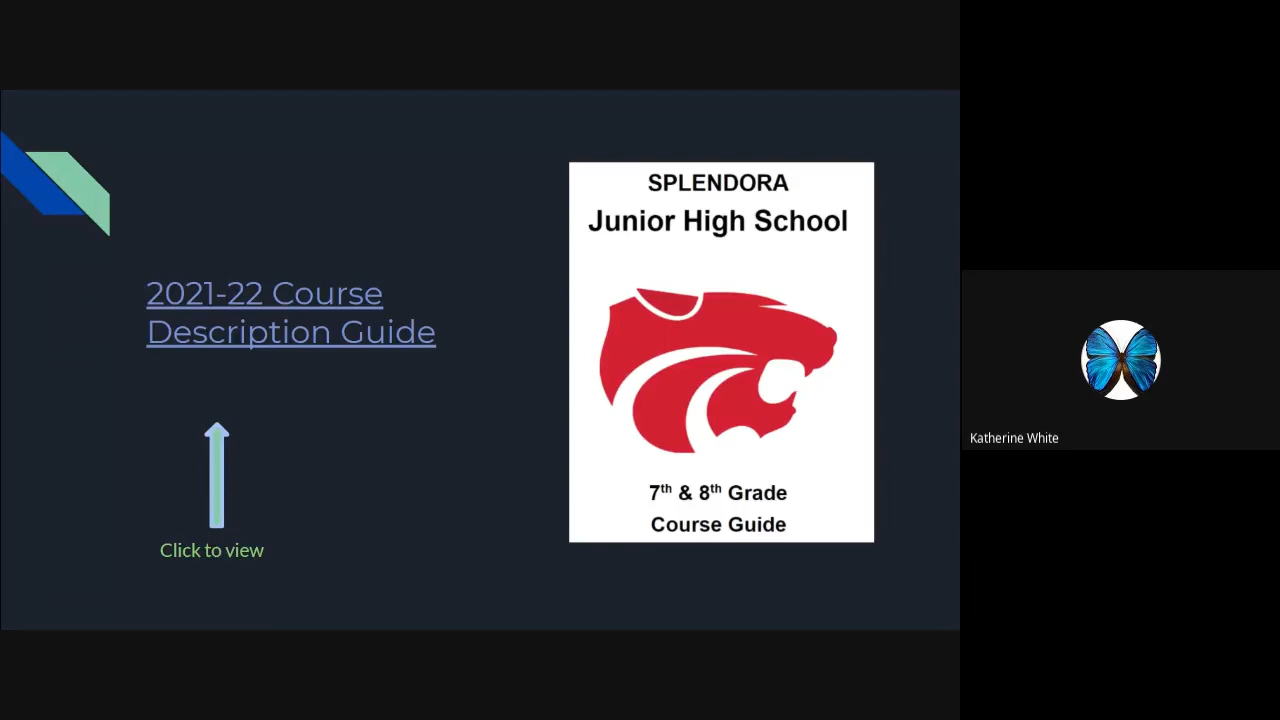 2021-22 Course
Description Guide
Click to view
SPLENDORA
Junior High School
7th & 8th Grade
Course Guide
Katherine White